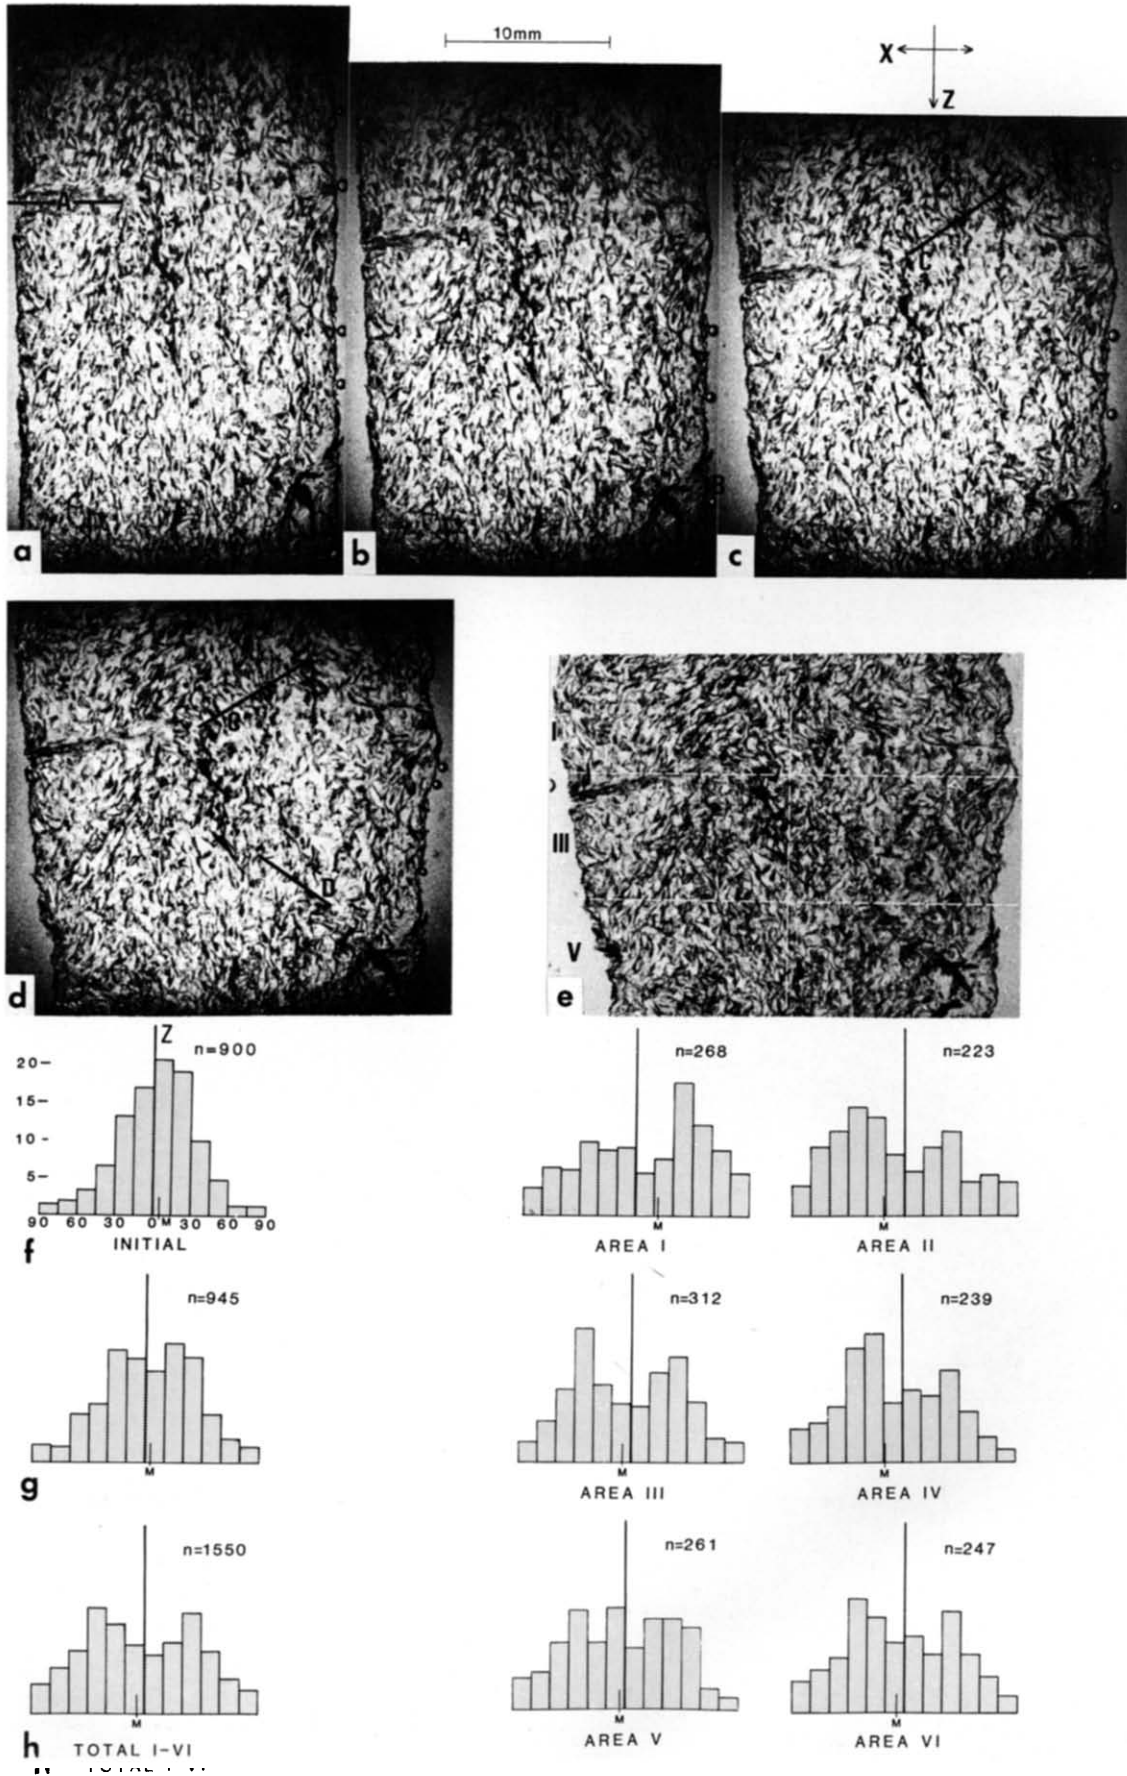 10mm
X
Z
A
A
B
C
a
b
c
C
D
I
III
V
d
e
Z
n=900
n=268
n=223
20
15
10
5
90 60 30 0 M 30 60 90
M
M
f
INITIAL
AREA I
AREA II
n=945
n=312
n=239
M
M
M
g
AREA III
AREA IV
n=1550
n=261
n=247
M
M
M
h
TOTAL I-VI
AREA V
AREA VI